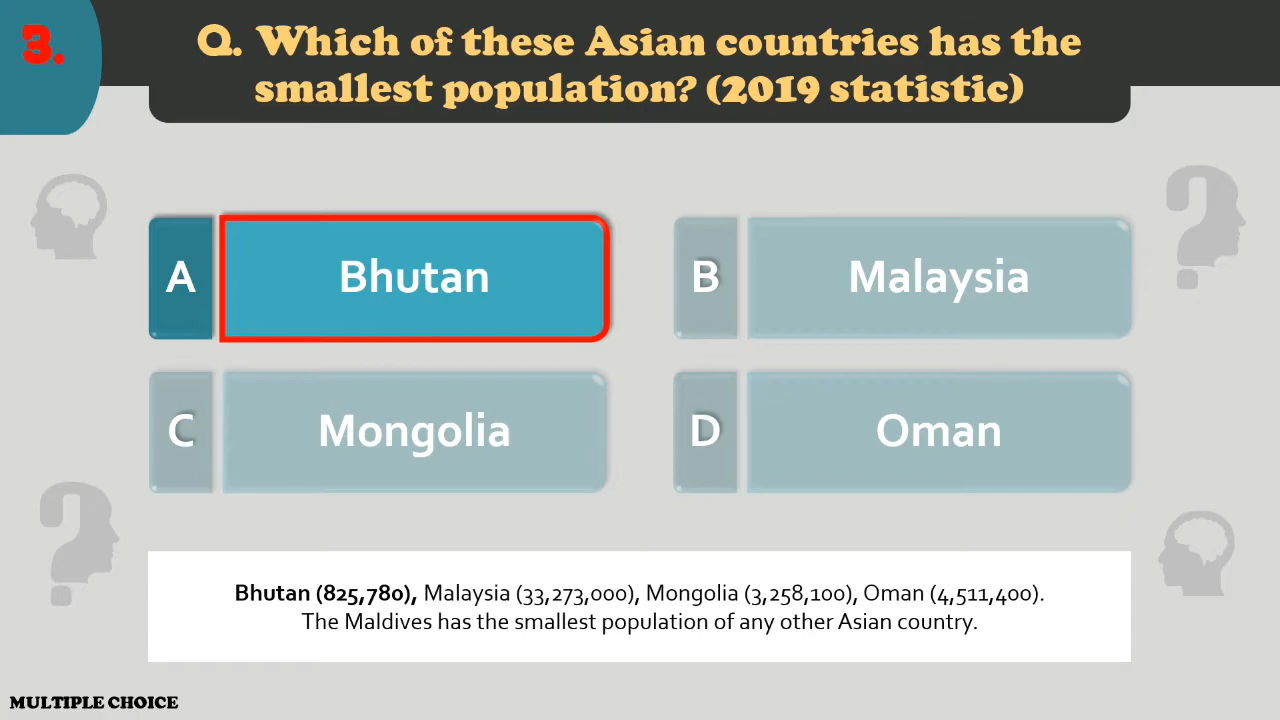 3.
Q. Which of these Asian countries has the
smallest population? (2019 statistic)
A
Bhutan
B
Malaysia
C
Mongolia
D
Oman
Bhutan (825,780), Malaysia (33,273,000), Mongolia (3,258,100), Oman (4,511,400).
The Maldives has the smallest population of any other Asian country.
MULTIPLE CHOICE